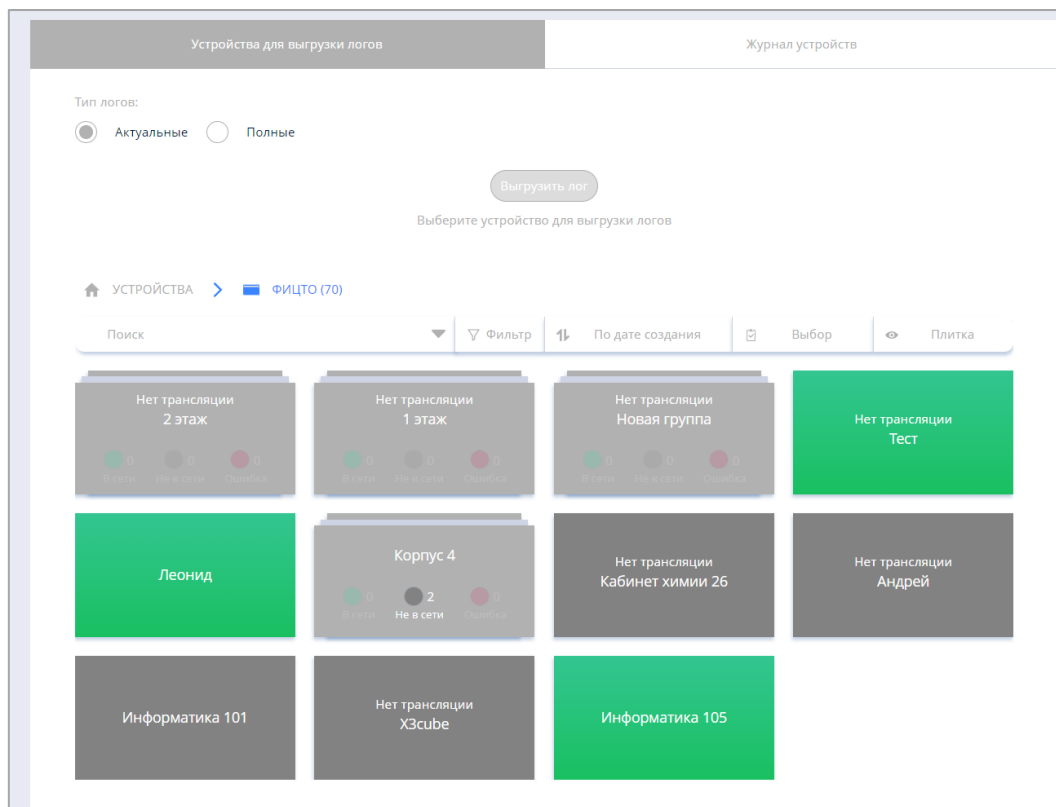 Устройства для выгрузки логов
Журнал устройств
Тип логов:
Актуальные
Полные
Выгрузить лог
Выберите устройство для выгрузки логов
УСТРОЙСТВА
ФИЦТО (70)
Поиск
Фильтр
По дате создания
Выбор
Плитка
Нет трансляции
2 этаж
0
0
0
В сети
Не в сети
Ошибка
Нет трансляции
1 этаж
0
0
0
В сети
Не в сети
Ошибка
Нет трансляции
Новая группа
0
0
0
В сети
Не в сети
Ошибка
Нет трансляции
Тест
Леонид
Корпус 4
0
2
0
В сети
Не в сети
Ошибка
Нет трансляции
Кабинет химии 26
Нет трансляции
Андрей
Информатика 101
Нет трансляции
X3cube
Информатика 105